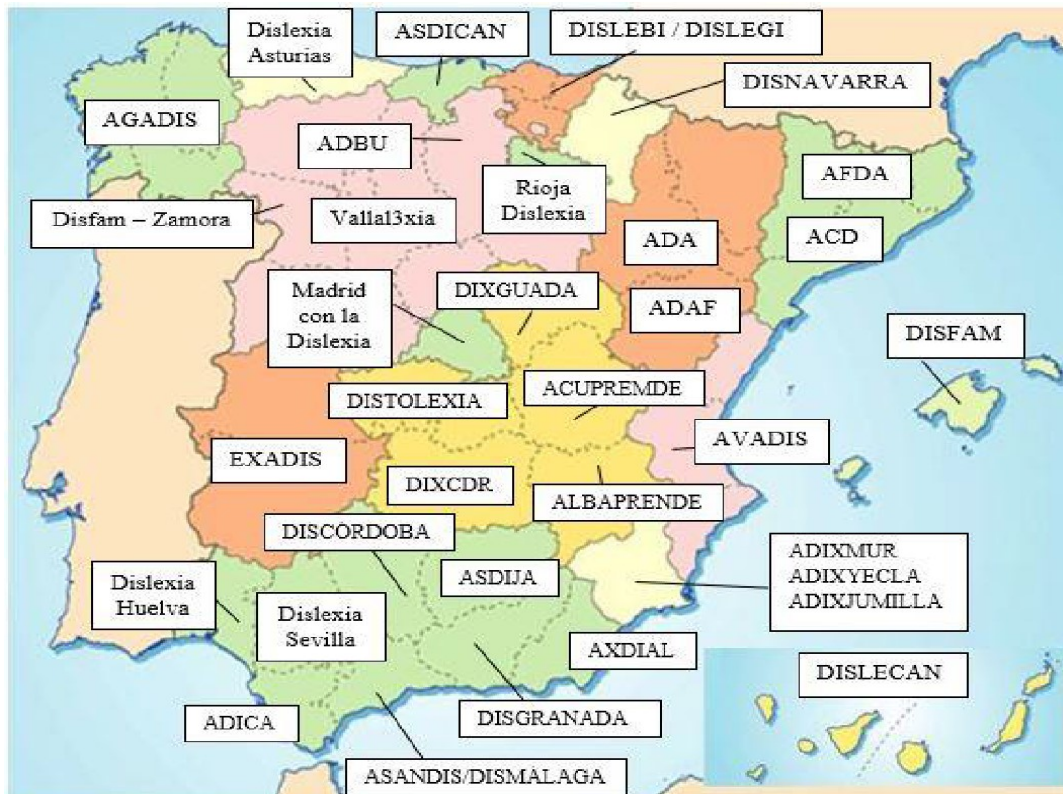 Dislexia
Asturias
ASDICAN
DISLEBI / DISLEGI
DISNAVARRA
AGADIS
ADBU
Rioja
Dislexia
AFDA
Disfam – Zamora
Vallal3xia
ADA
ACD
Madrid
con la
Dislexia
DIXGUADA
ADAF
DISFAM
DISTOLEXIA
ACUPREMDE
AVADIS
EXADIS
DIXCDR
ALBAPRENDE
DISCÓRDOBA
ADIXMUR
ADIXYECLA
ADIXJUMILLA
Dislexia
Huelva
Dislexia
Sevilla
ASDIJA
AXDIAL
DISLECAN
ADICA
DISGRANADA
ASANDIS/DISMÁLAGA